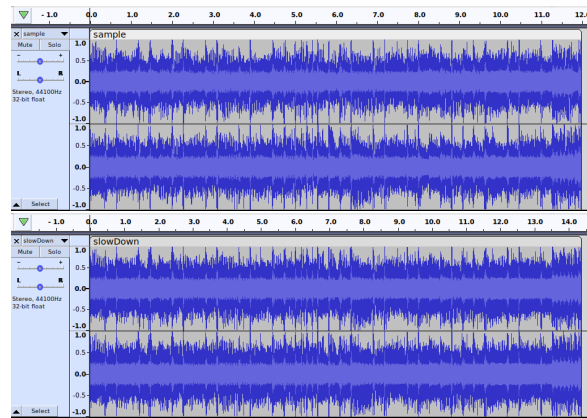 - 1.0 0.0 1.0 2.0 3.0 4.0 5.0 6.0 7.0 8.0 9.0 10.0 11.0 12.0
sample sample
Mute Solo 1.0
- + 0.5
L R 0.0
Stereo, 44100Hz -0.5
32-bit float -1.0
1.0
0.5
0.0
-0.5
Select -1.0
- 1.0 0.0 1.0 2.0 3.0 4.0 5.0 6.0 7.0 8.0 9.0 10.0 11.0 12.0 13.0 14.0
slowDown slowDown
Mute Solo 1.0
- + 0.5
L R 0.0
Stereo, 44100Hz -0.5
32-bit float -1.0
1.0
0.5
0.0
-0.5
Select -1.0